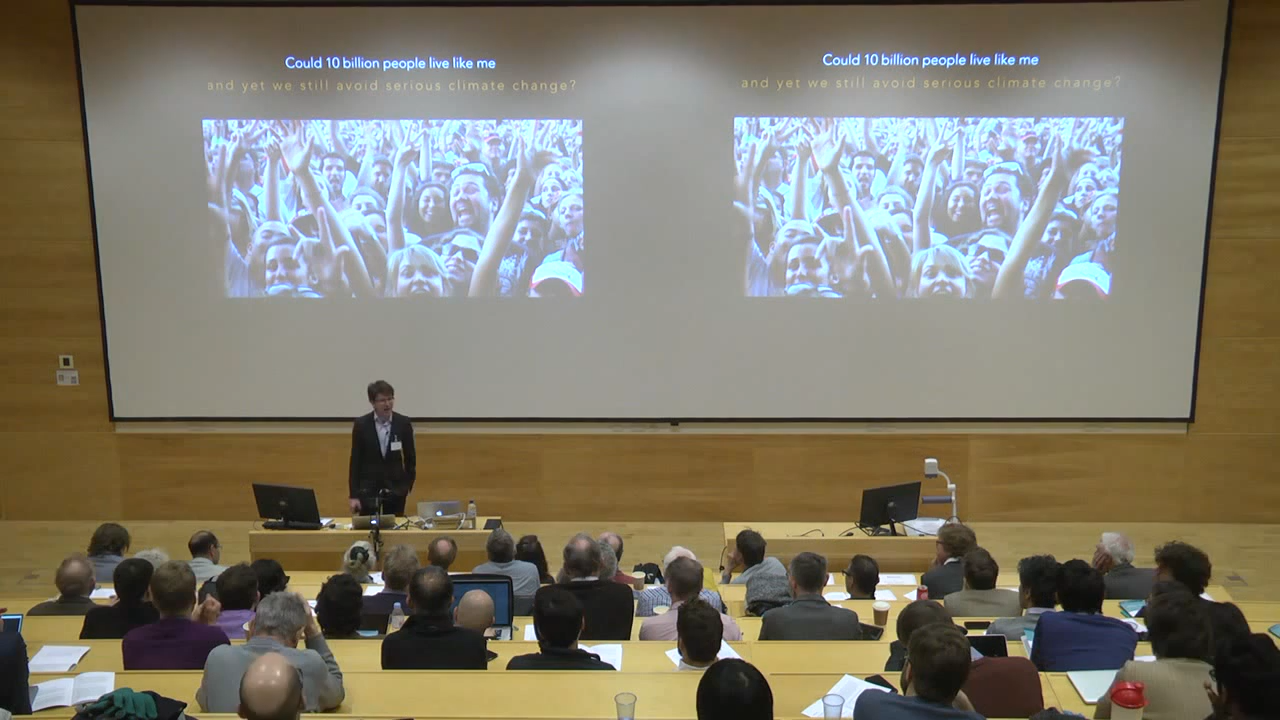 Could 10 billion people live like me
and yet we still avoid serious climate change?
Could 10 billion people live like me
and yet we still avoid serious climate change?